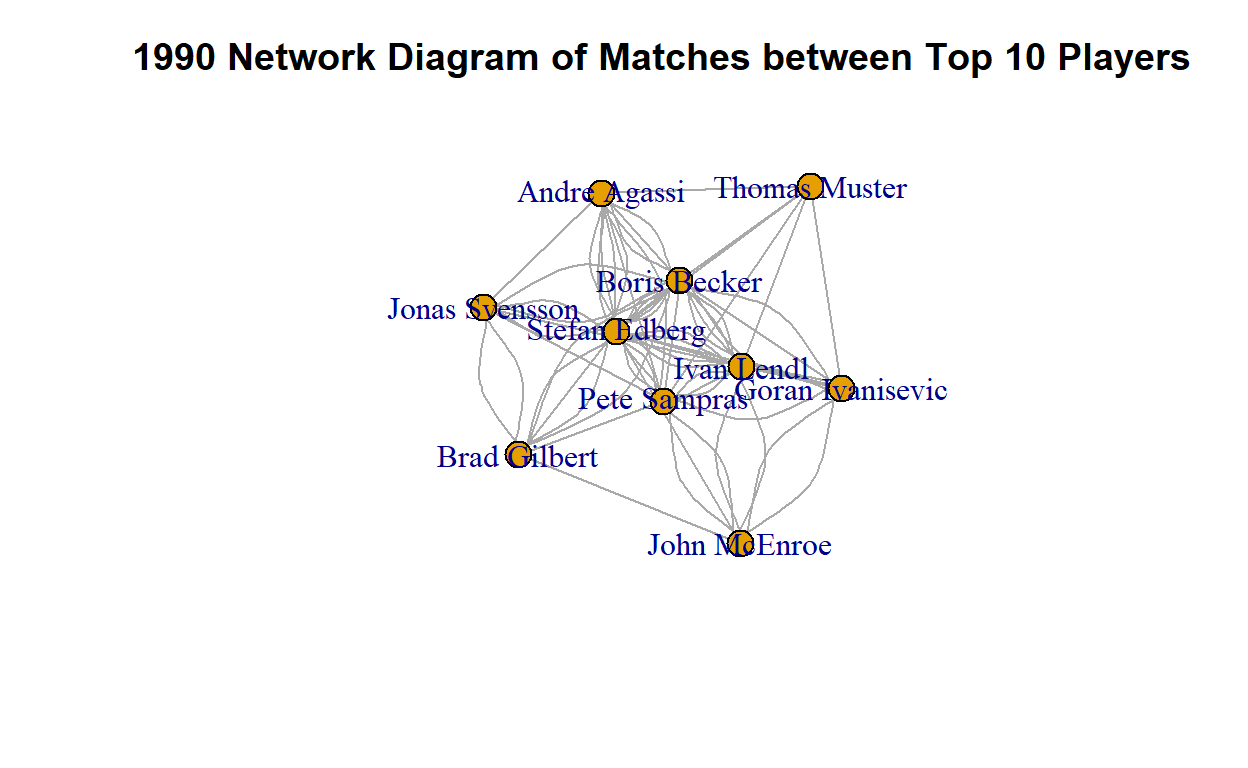 1990 Network Diagram of Matches between Top 10 Players
Andre Agassi
Thomas Muster
Boris Becker
Jonas Svensson
Stefan Edberg
Ivan Lendl
Goran Ivanisevic
Pete Sampras
Brad Gilbert
John McEnroe